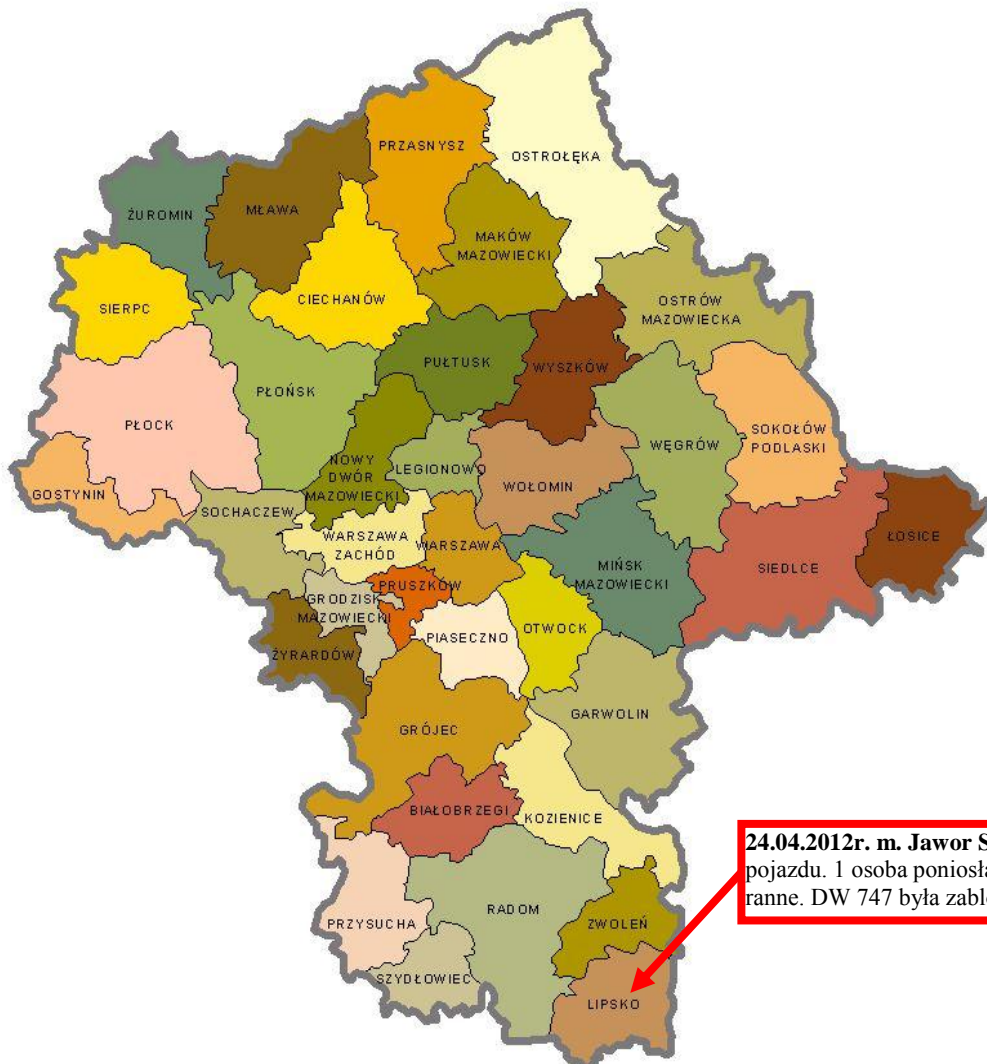 PRZASNYSZ
OSTROŁĘKA
ŻUROMIN
MŁAWA
MAKÓW
MAZOWIECKI
SIERPC
CIECHANÓW
OSTRÓW
MAZOWIECKA
PŁOŃSK
PUŁTUSK
WYSZKÓW
PŁOCK
WĘGRÓW
SOKOŁÓW
PODLASKI
NOWY
DWÓR
MAZOWIECKI
LEGIONOWO
WOŁOMIN
GOSTYNIN
SOCHACZEW
WARSZAWA
ZACHÓD
WARSZAWA
MIŃSK
MAZOWIECKI
SIEDLCE
ŁOSICE
PRUSZKÓW
GRODZISK
MAZOWIECKI
PIASECZNO
OTWOCK
ŻYRARDÓW
GARWOLIN
GRÓJEC
BIAŁOBRZEGI
KOZIENICE
24.04.2012r. m. Jawor S
pojazdu. 1 osoba poniosła
ranne. DW 747 była zabl
PRZYSUCHA
RADOM
ZWOLEŃ
SZYDŁOWIEC
LIPSKO